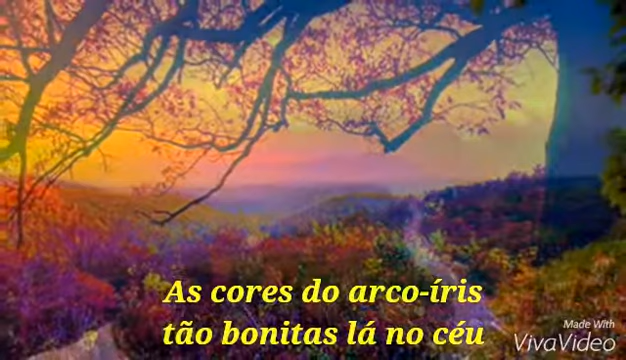 As cores do arco-íris
tão bonitas lá no céu
Made With
VivaVideo